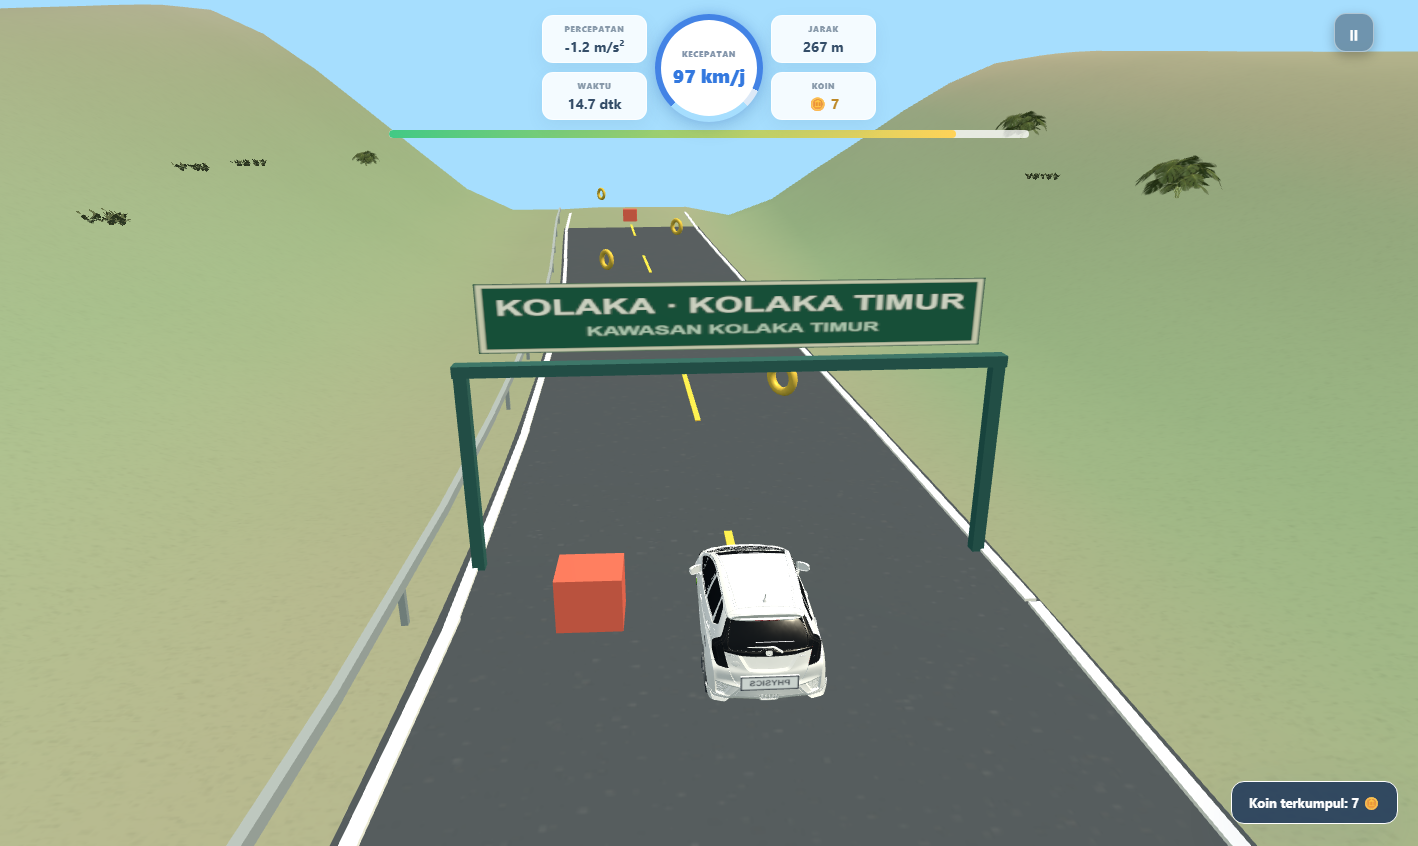 PERCEPATAN
-1.2 m/s²
WAKTU
14.7 dtk
KECEPATAN
97 km/j
JARAK
267 m
KOIN
7
KOLAKA · KOLAKA TIMUR
KAWASAN KOLAKA TIMUR
PHYSICS
Koin terkumpul: 7